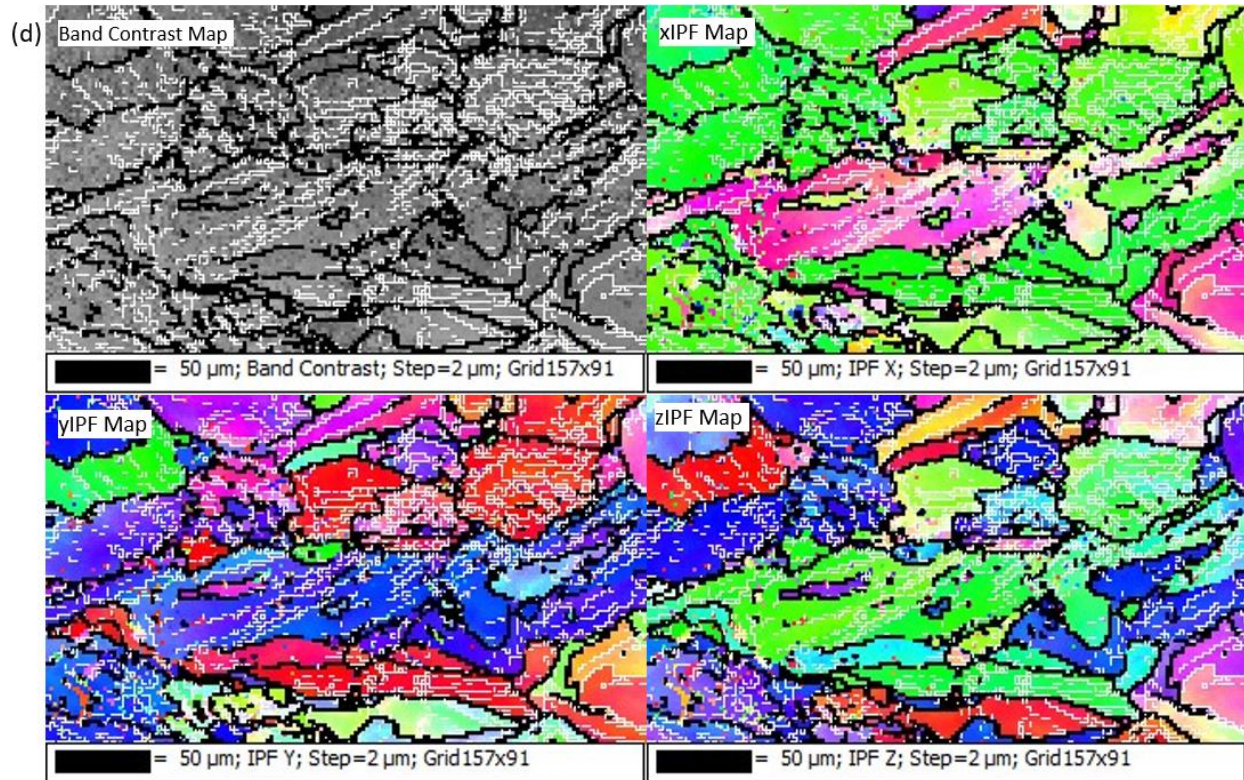 (d)
Band Contrast Map
xIPF Map
= 50 µm; Band Contrast; Step=2 µm; Grid157x91
= 50 µm; IPF X; Step=2 µm; Grid157x91
yIPF Map
zIPF Map
= 50 µm; IPF Y; Step=2 µm; Grid157x91
= 50 µm; IPF Z; Step=2 µm; Grid157x91